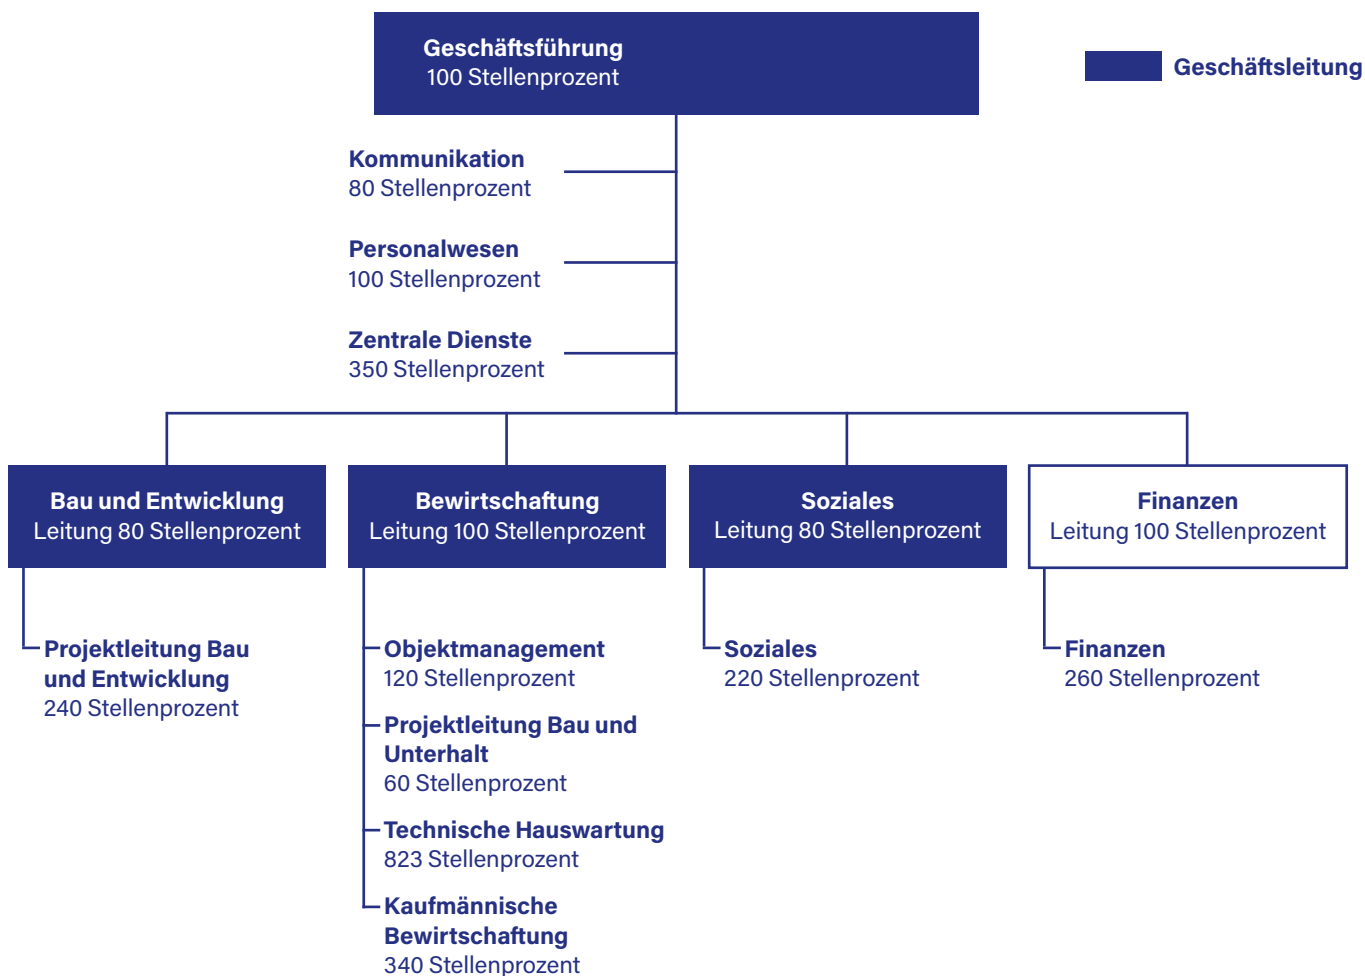 Geschäftsführung
100 Stellenprozent
Geschäftsleitung
Kommunikation
80 Stellenprozent
Personalwesen
100 Stellenprozent
Zentrale Dienste
350 Stellenprozent
Bau und Entwicklung
Leitung 80 Stellenprozent
Bewirtschaftung
Leitung 100 Stellenprozent
Soziales
Leitung 80 Stellenprozent
Finanzen
Leitung 100 Stellenprozent
Projektleitung Bau
und Entwicklung
240 Stellenprozent
Objektmanagement
120 Stellenprozent
Projektleitung Bau und
Unterhalt
60 Stellenprozent
Technische Hauswartung
823 Stellenprozent
Kaufmännische
Bewirtschaftung
340 Stellenprozent
Soziales
220 Stellenprozent
Finanzen
260 Stellenprozent